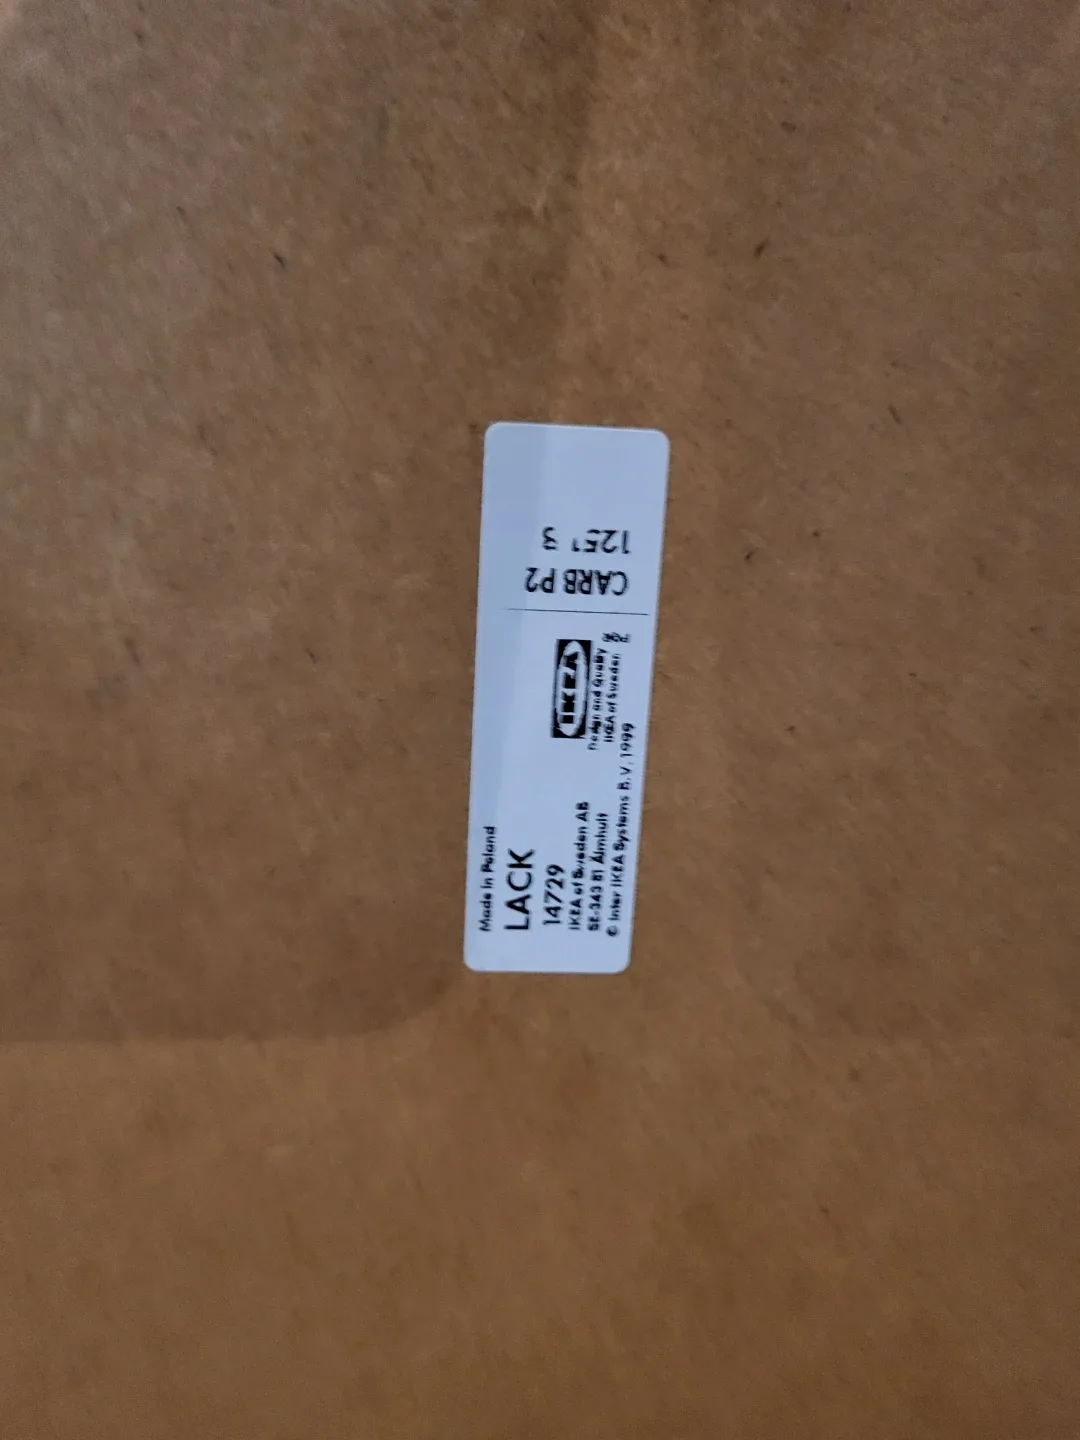 Made in Poland
LACK
14729
IKEA of Sweden AB
SE-343 81 Älmhult
© Inter IKEA Systems B.V. 1999
IKEA
Design and Quality
IKEA of Sweden
CARB P2
1251 3